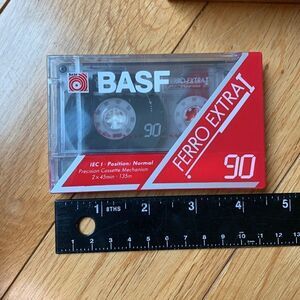 BASF
FERRO EXTRA I
90
90
IEC I · Position: Normal
Precision Cassette Mechanism
2 x 45min - 135m
1 2 3 4 5
8THS
1 2 3 4 5 6 7 8 9 10 11 12 13